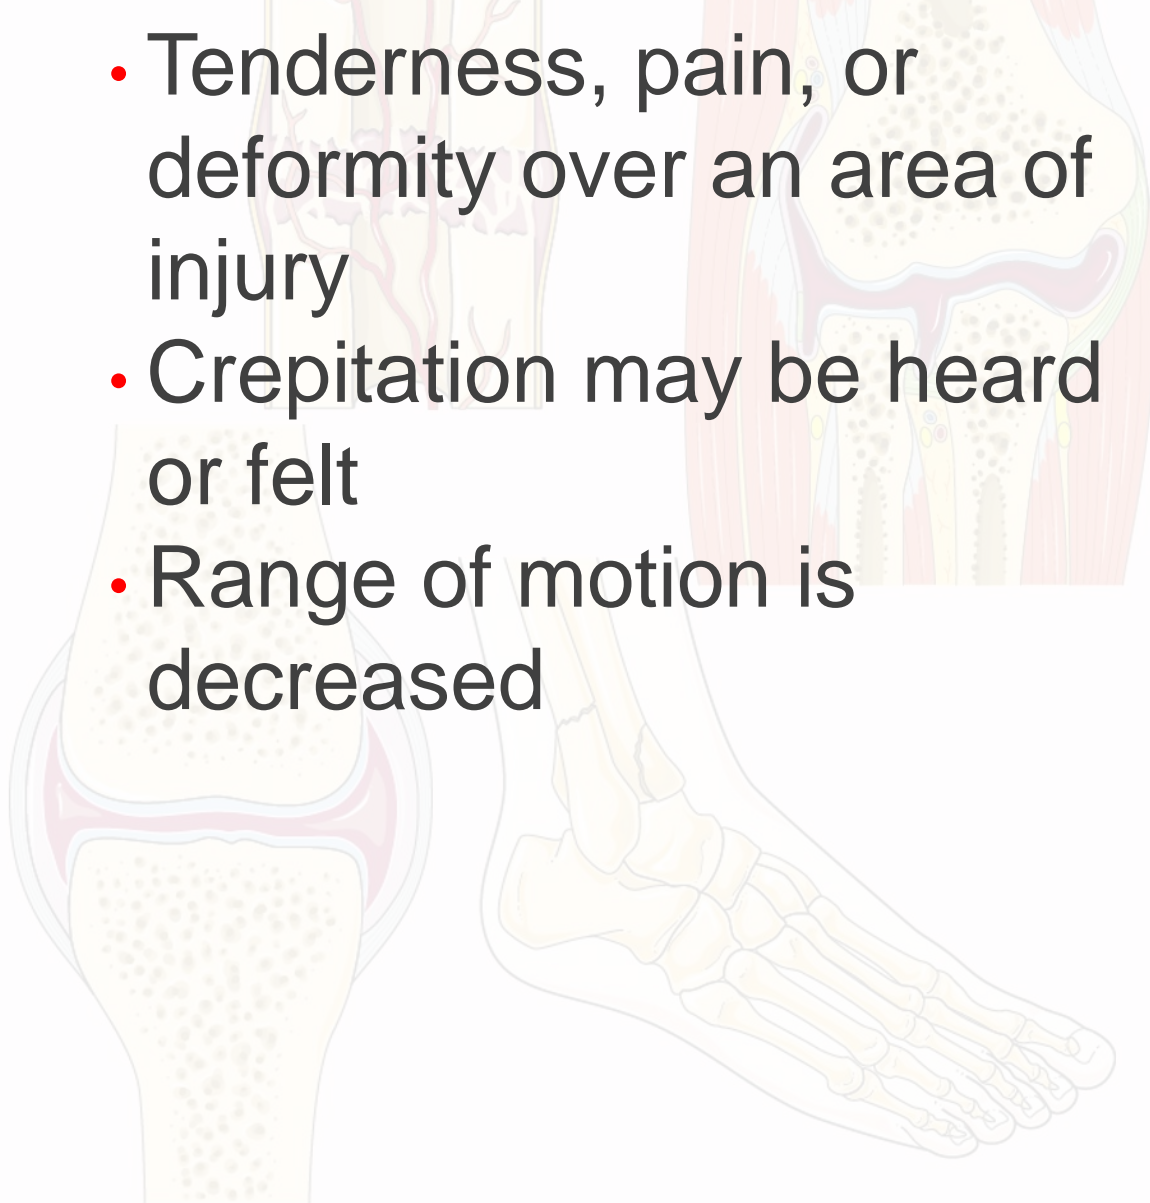 • Tenderness, pain, or
deformity over an area of
injury
• Crepitation may be heard
or felt
• Range of motion is
decreased